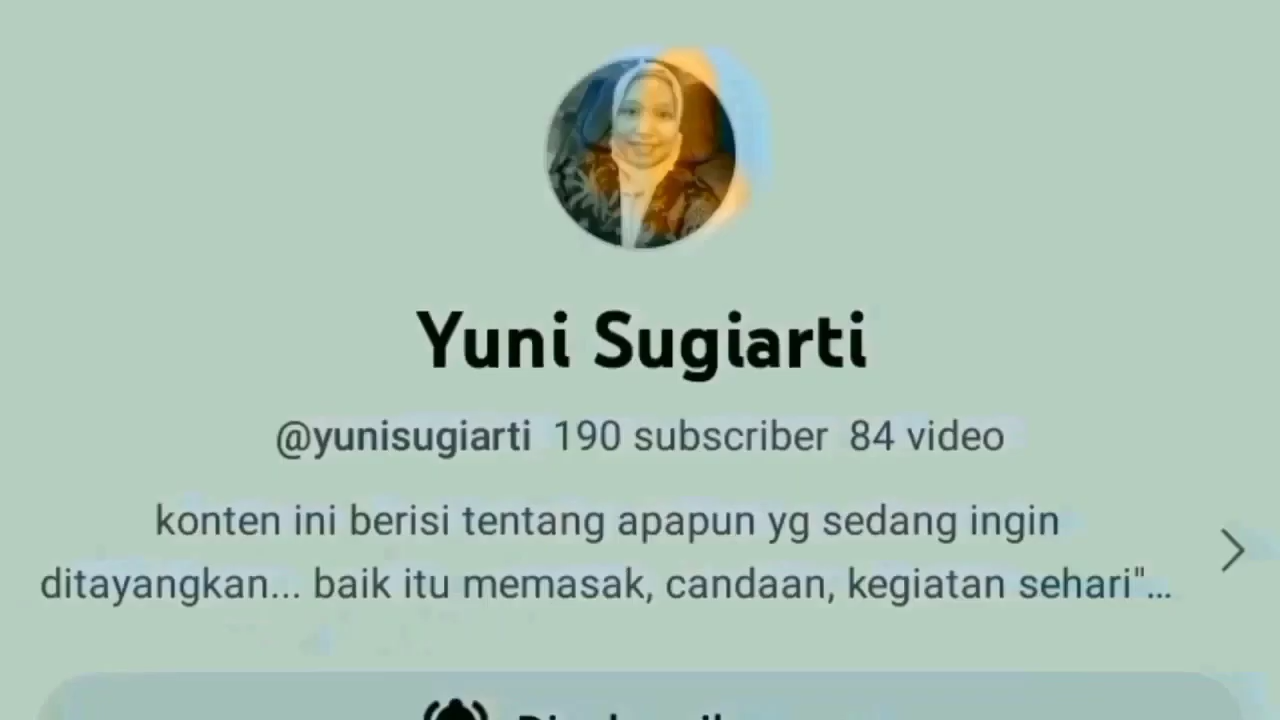 Yuni Sugiarti
@yunisugiarti 190 subscriber 84 video
konten ini berisi tentang apapun yg sedang ingin
ditayangkan... baik itu memasak, candaan, kegiatan sehari"...